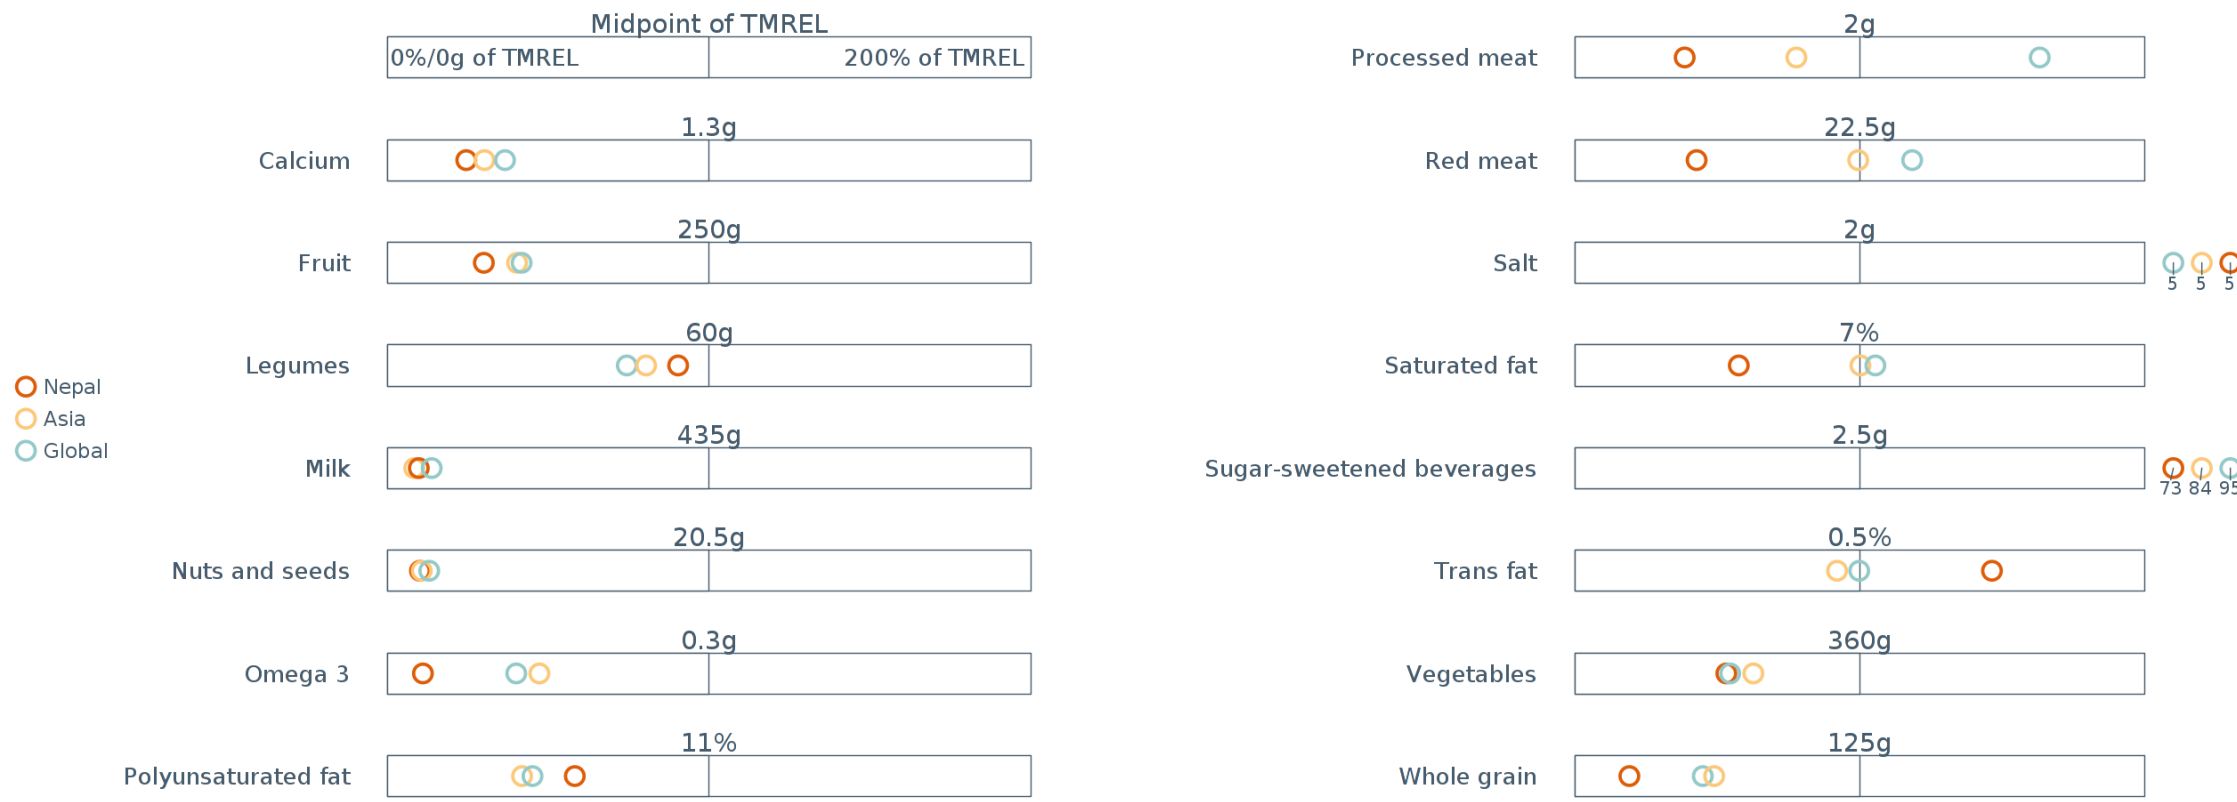 Midpoint of TMREL
0%/0g of TMREL 200% of TMREL
1.3g
Calcium
250g
Fruit
60g
Legumes
Nepal
Asia
Global
435g
Milk
20.5g
Nuts and seeds
0.3g
Omega 3
11%
Polyunsaturated fat
2g
Processed meat
22.5g
Red meat
2g
Salt
5 5 5
7%
Saturated fat
2.5g
Sugar-sweetened beverages
73 84 95
0.5%
Trans fat
360g
Vegetables
125g
Whole grain